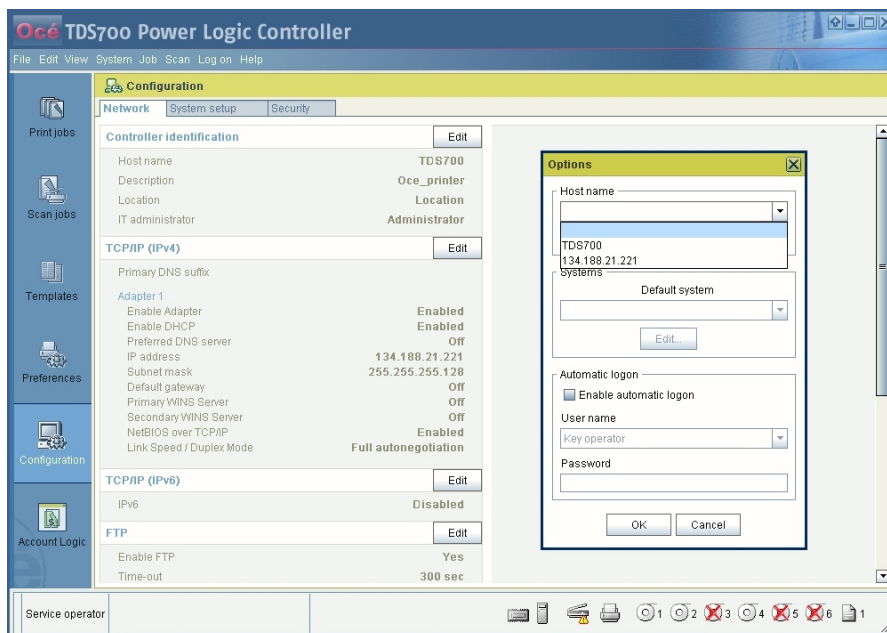 Océ TDS700 Power Logic Controller
File Edit View System Job Scan Log on Help
Print jobs
Scan jobs
Templates
Preferences
Configuration
Account Logic
Configuration
Network System setup Security
Controller identification Edit
Host name TDS700
Description Oce_printer
Location Location
IT administrator Administrator
TCP/IP (IPv4) Edit
Primary DNS suffix
Adapter 1
Enable Adapter Enabled
Enable DHCP Enabled
Preferred DNS server Off
IP address 134.188.21.221
Subnet mask 255.255.255.128
Default gateway Off
Primary WINS Server Off
Secondary WINS Server Off
NetBIOS over TCP/IP Enabled
Link Speed / Duplex Mode Full autonegotiation
TCP/IP (IPv6) Edit
IPv6 Disabled
FTP Edit
Enable FTP Yes
Time-out 300 sec
Options
Host name
TDS700
134.188.21.221
Systems
Default system
Edit...
Automatic logon
Enable automatic logon
User name
Key operator
Password
OK Cancel
Service operator
1 2 3 4 5 6 1